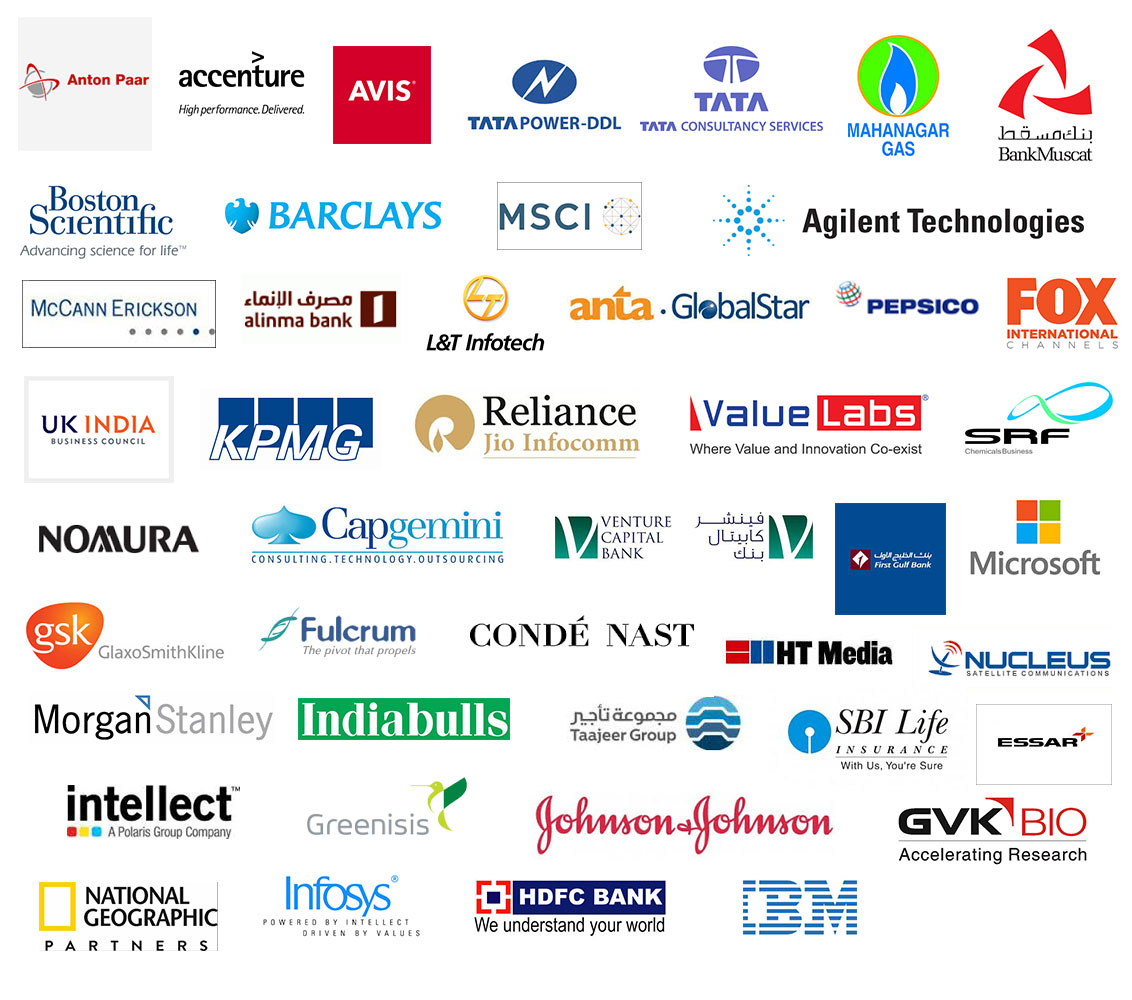 Anton Paar
accenture
High performance. Delivered.
AVIS®
TATA POWER-DDL
TATA
TATA CONSULTANCY SERVICES
MAHANAGAR
GAS
بنك مسقط
BankMuscat
Boston
Scientific
Advancing science for life™
BARCLAYS
MSCI
Agilent Technologies
McCANN ERICKSON
مصرف الإنماء
alinma bank
LT
L&T Infotech
anta . GlobalStar
PEPSICO
FOX
INTERNATIONAL
CHANNELS
UK INDIA
BUSINESS COUNCIL
KPMG
Reliance
Jio Infocomm
Value Labs®
Where Value and Innovation Co-exist
SRF
Chemicals Business
NOMURA
Capgemini
CONSULTING.TECHNOLOGY.OUTSOURCING
VENTURE
CAPITAL
BANK
فينشر
كابيتال
بنك
بنك الخليج الأول
First Gulf Bank
Microsoft
gsk
GlaxoSmithKline
Fulcrum
The pivot that propels
CONDÉ NAST
HT Media
NUCLEUS
SATELLITE COMMUNICATIONS
Morgan Stanley
Indiabulls
مجموعة تأجير
Taajeer Group
SBI Life
INSURANCE
With Us, You're Sure
ESSAR
intellect™
A Polaris Group Company
Greenisis
Johnson & Johnson
GVK BIO
Accelerating Research
NATIONAL
GEOGRAPHIC
PARTNERS
Infosys®
POWERED BY INTELLECT
DRIVEN BY VALUES
HDFC BANK
We understand your world
IBM